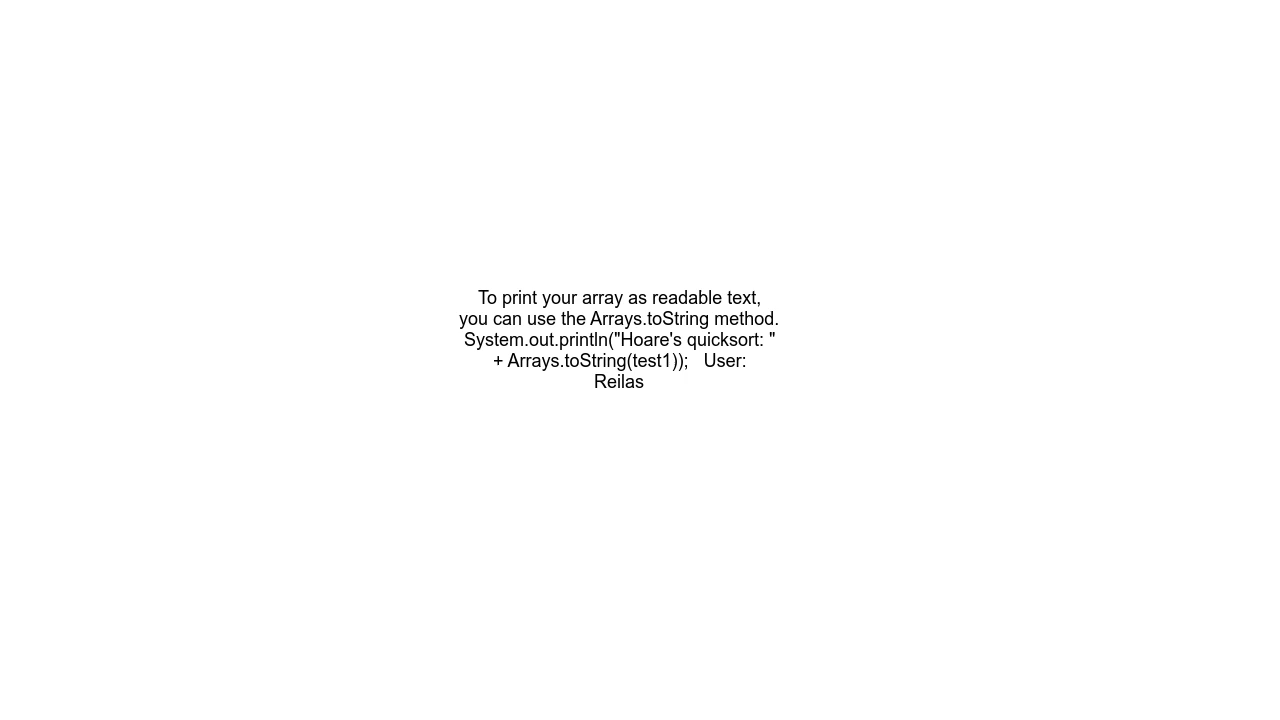 To print your array as readable text,
you can use the Arrays.toString method.
System.out.println("Hoare's quicksort: "
+ Arrays.toString(test1));   User:
Reilas